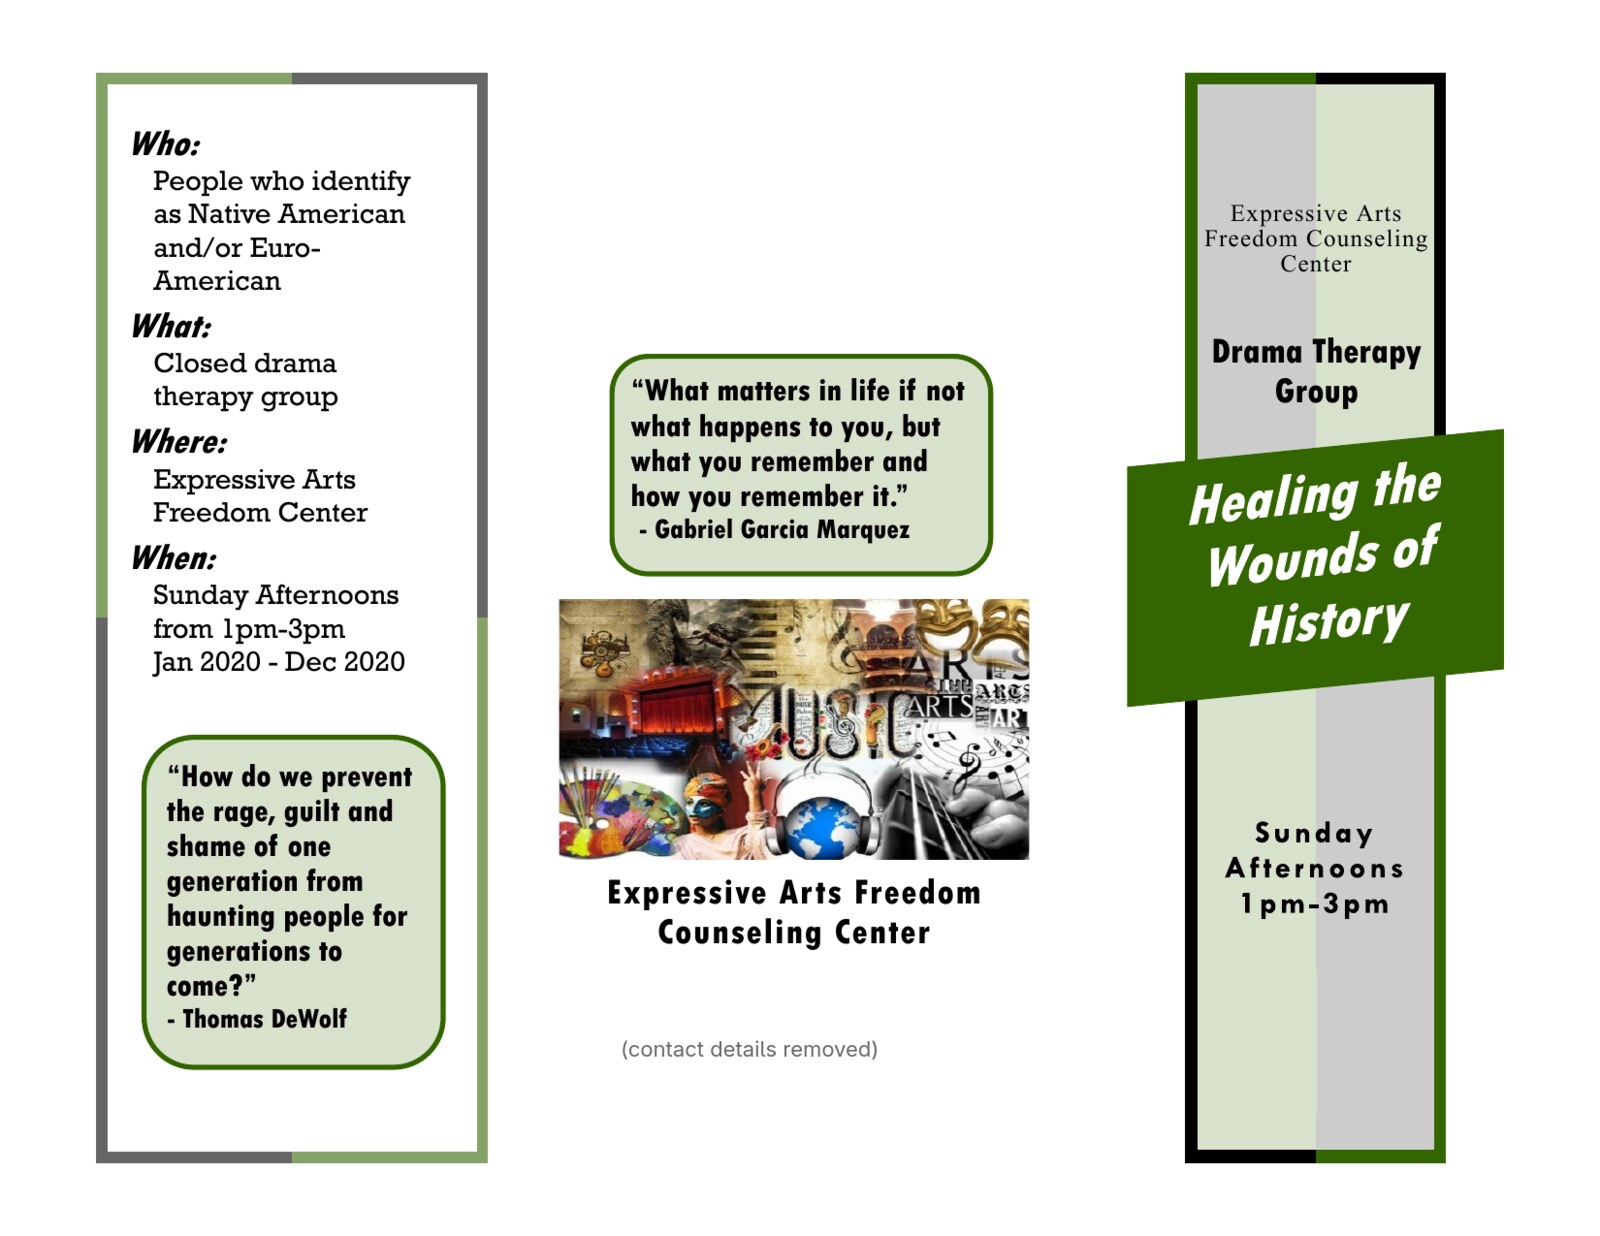 Who:
People who identify
as Native American
and/or Euro-
American
What:
Closed drama
therapy group
Where:
Expressive Arts
Freedom Center
When:
Sunday Afternoons
from 1pm-3pm
Jan 2020 - Dec 2020
“How do we prevent
the rage, guilt and
shame of one
generation from
haunting people for
generations to
come?”
- Thomas DeWolf
“What matters in life if not
what happens to you, but
what you remember and
how you remember it.”
- Gabriel Garcia Marquez
ARTS
THE
ARTS
ARTS
ART
ART
MUSIC
Expressive Arts Freedom
Counseling Center
(contact details removed)
Expressive Arts
Freedom Counseling
Center
Drama Therapy
Group
Healing the
Wounds of
History
Sunday
Afternoons
1pm-3pm